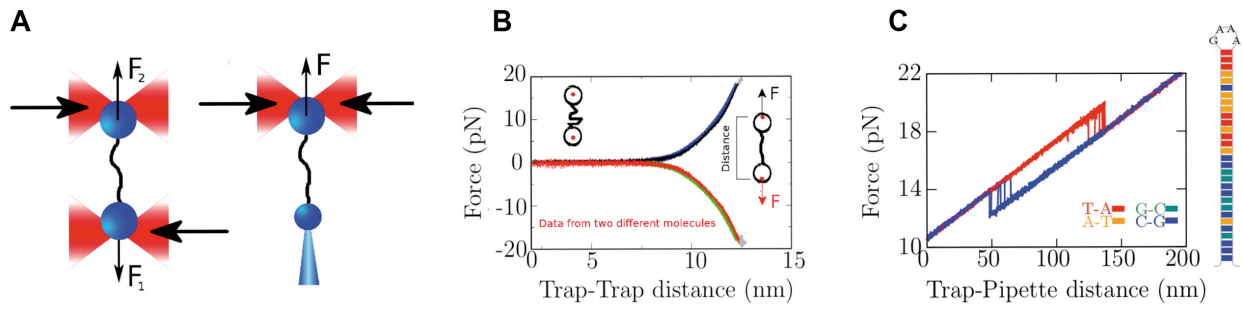 A
F2
F1
F
B
Force (pN)
20
10
0
-10
-20
Distance
F
F
Data from two different molecules
0
5
10
15
Trap-Trap distance (nm)
C
Force (pN)
22
18
14
10
T-A
G-C
A-T
C-G
0
50
100
150
200
Trap-Pipette distance (nm)
A A
G A